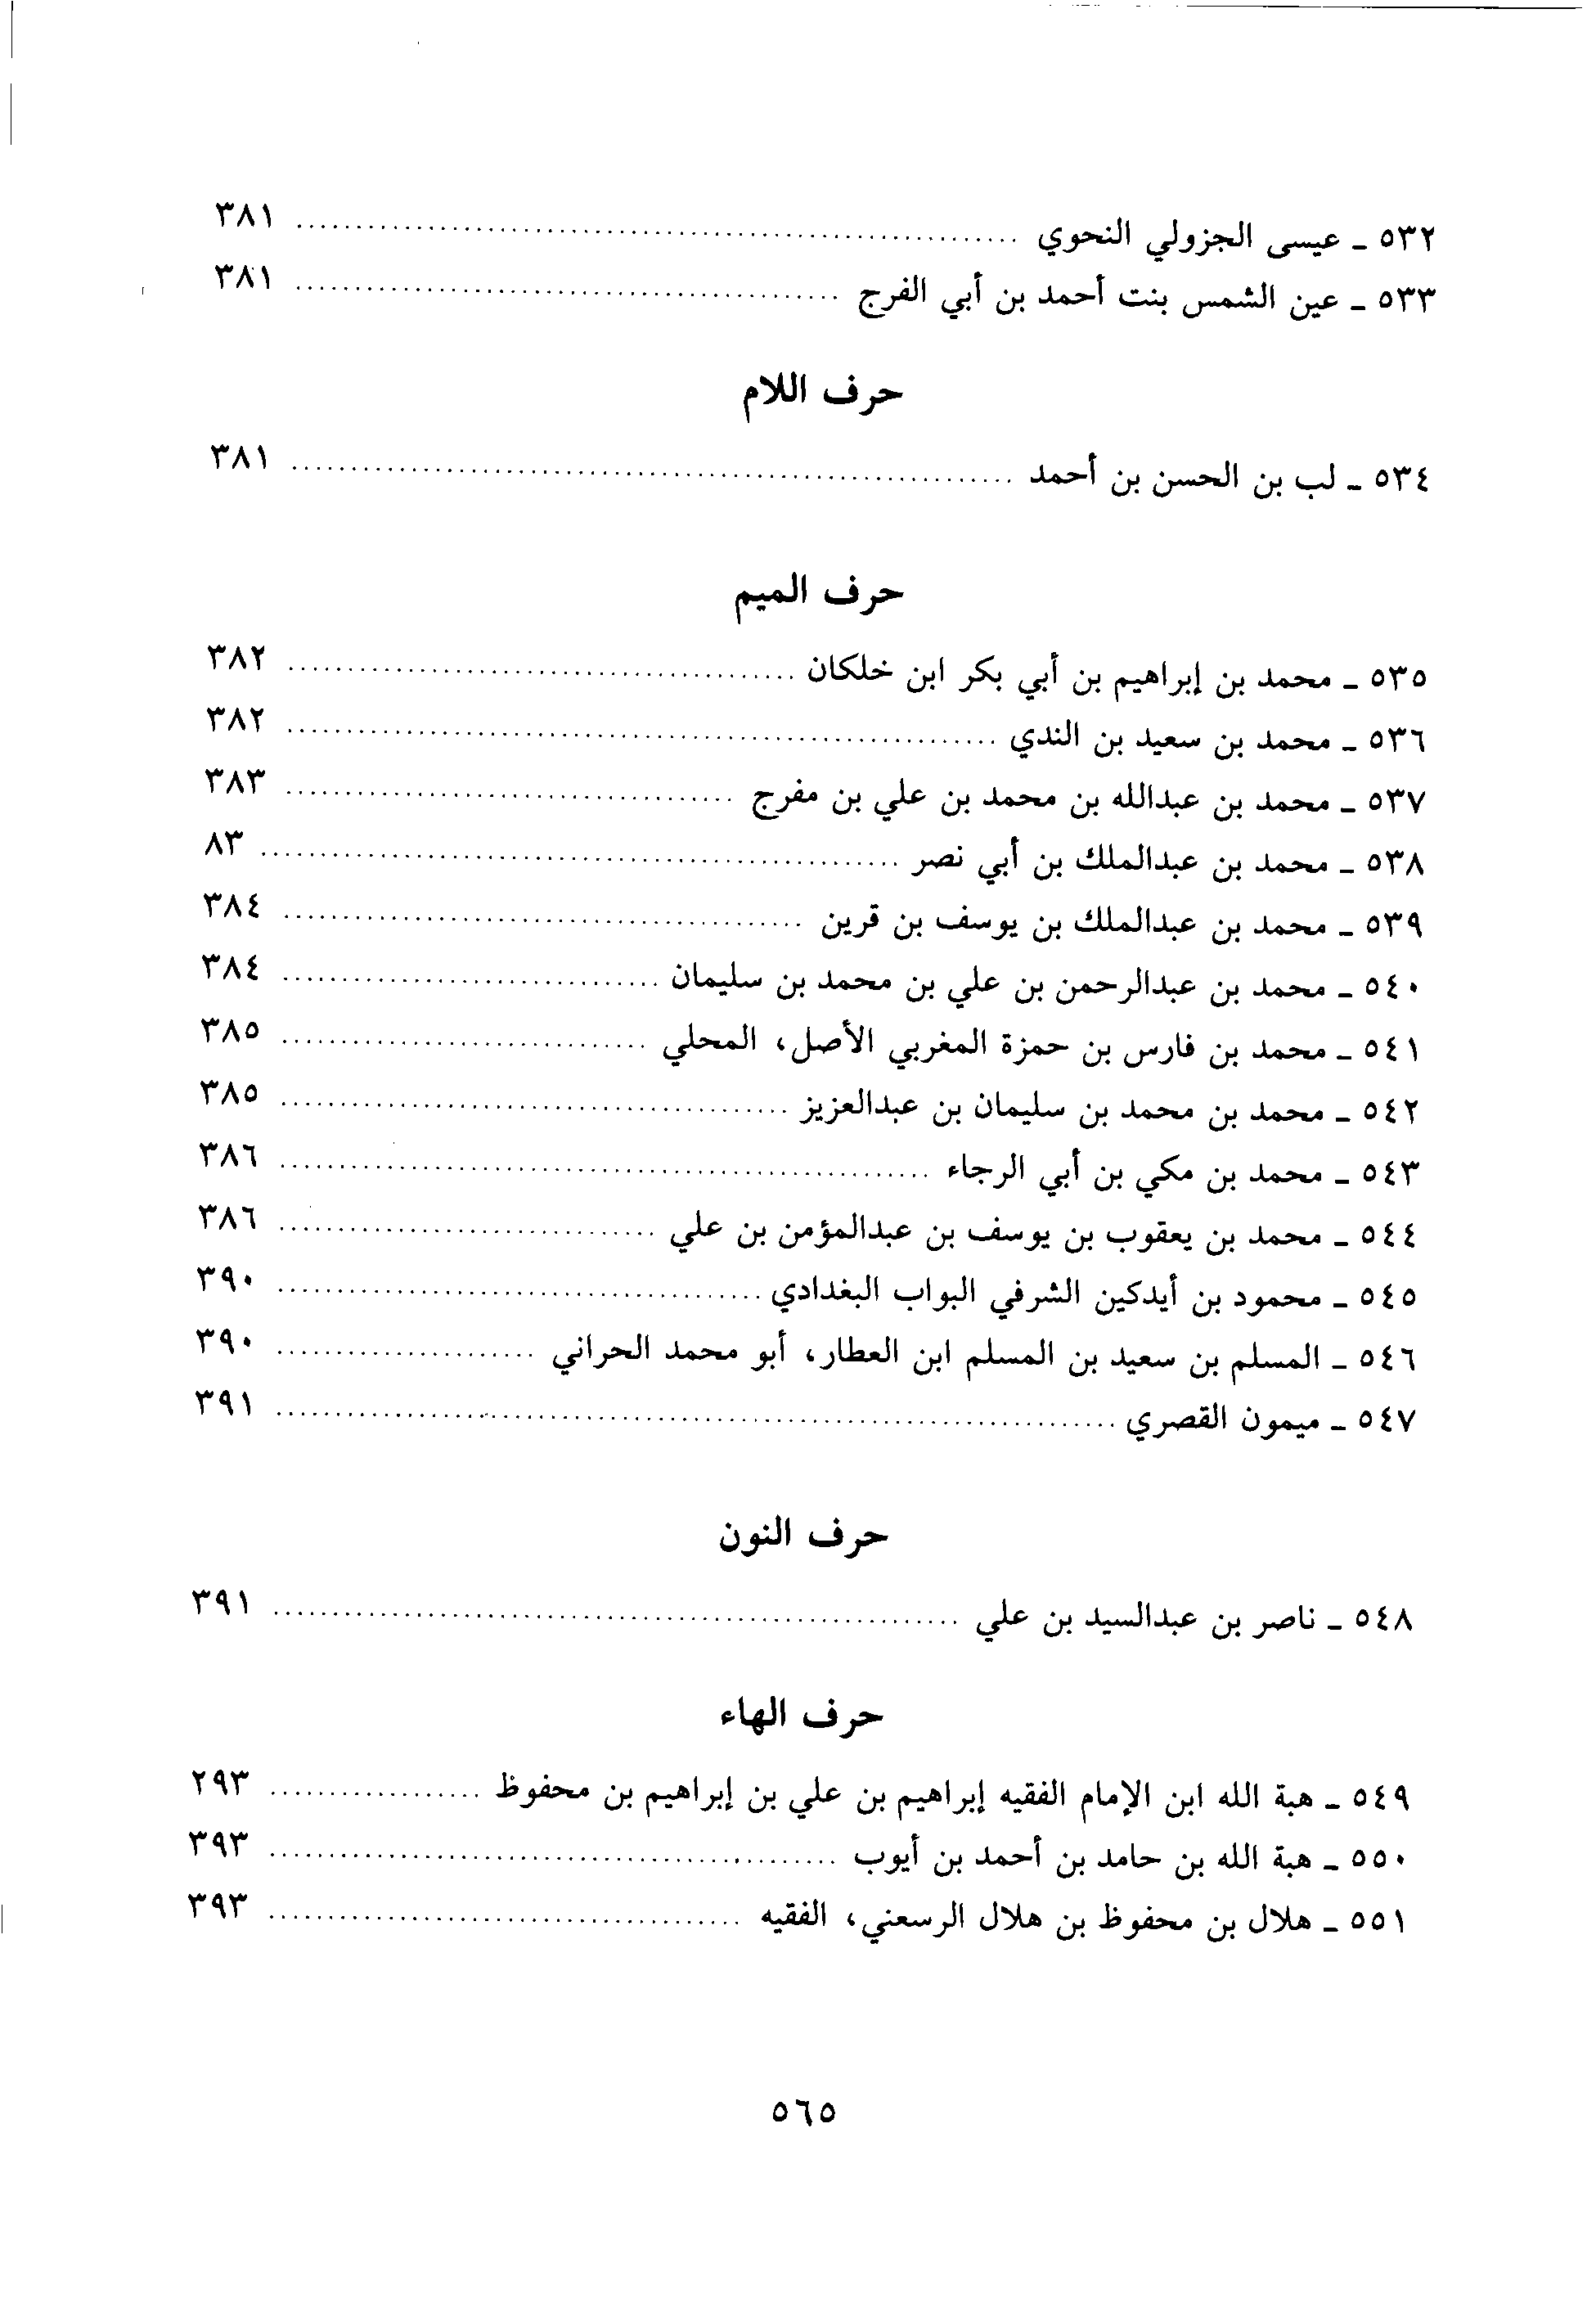 ٥٣٢ ـ عيسى الجزولي النحوي ........ ٣٨١
٥٣٣ ـ عين الشمس بنت أحمد بن أبي الفرج ........ ٣٨١
حرف اللام
٥٣٤ ـ لب بن الحسن بن أحمد ........ ٣٨١
حرف الميم
٥٣٥ ـ محمد بن إبراهيم بن أبي بكر ابن خلكان ........ ٣٨٢
٥٣٦ ـ محمد بن سعيد بن الندي ........ ٣٨٢
٥٣٧ ـ محمد بن عبدالله بن محمد بن علي بن مفرج ........ ٣٨٣
٥٣٨ ـ محمد بن عبدالملك بن أبي نصر ........ ٨٣
٥٣٩ ـ محمد بن عبدالملك بن يوسف بن قرين ........ ٣٨٤
٥٤٠ ـ محمد بن عبدالرحمن بن علي بن محمد بن سليمان ........ ٣٨٤
٥٤١ ـ محمد بن فارس بن حمزة المغربي الأصل، المحلي ........ ٣٨٥
٥٤٢ ـ محمد بن محمد بن سليمان بن عبدالعزيز ........ ٣٨٥
٥٤٣ ـ محمد بن مكي بن أبي الرجاء ........ ٣٨٦
٥٤٤ ـ محمد بن يعقوب بن يوسف بن عبدالمؤمن بن علي ........ ٣٨٦
٥٤٥ ـ محمود بن أيدكين الشرفي البواب البغدادي ........ ٣٩٠
٥٤٦ ـ المسلم بن سعيد بن المسلم ابن العطار، أبو محمد الحراني ........ ٣٩٠
٥٤٧ ـ ميمون القصري ........ ٣٩١
حرف النون
٥٤٨ ـ ناصر بن عبدالسيد بن علي ........ ٣٩١
حرف الهاء
٥٤٩ ـ هبة الله ابن الإمام الفقيه إبراهيم بن علي بن إبراهيم بن محفوظ ........ ٢٩٣
٥٥٠ ـ هبة الله بن حامد بن أحمد بن أيوب ........ ٣٩٣
٥٥١ ـ هلال بن محفوظ بن هلال الرسعني، الفقيه ........ ٣٩٣
٥٦٥